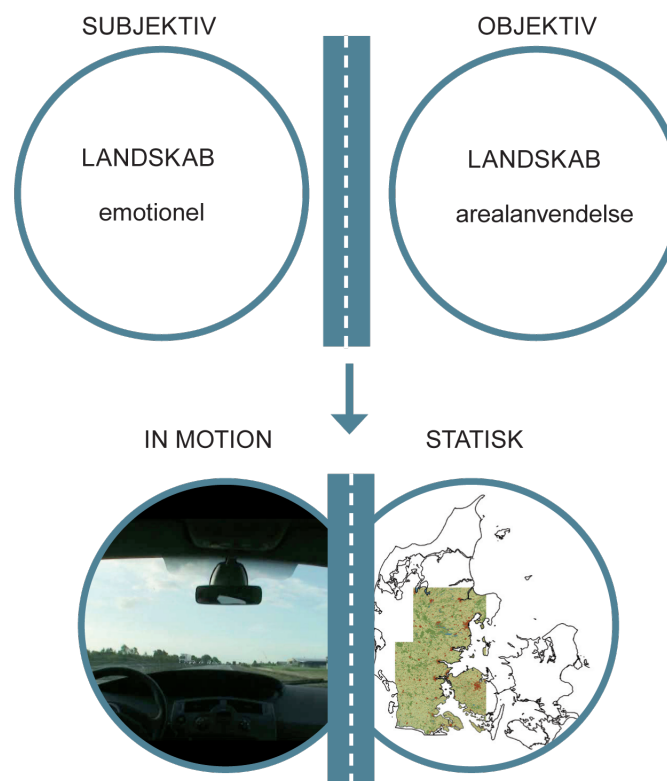 SUBJEKTIV
OBJEKTIV
LANDSKAB
emotionel
LANDSKAB
arealanvendelse
IN MOTION
STATISK